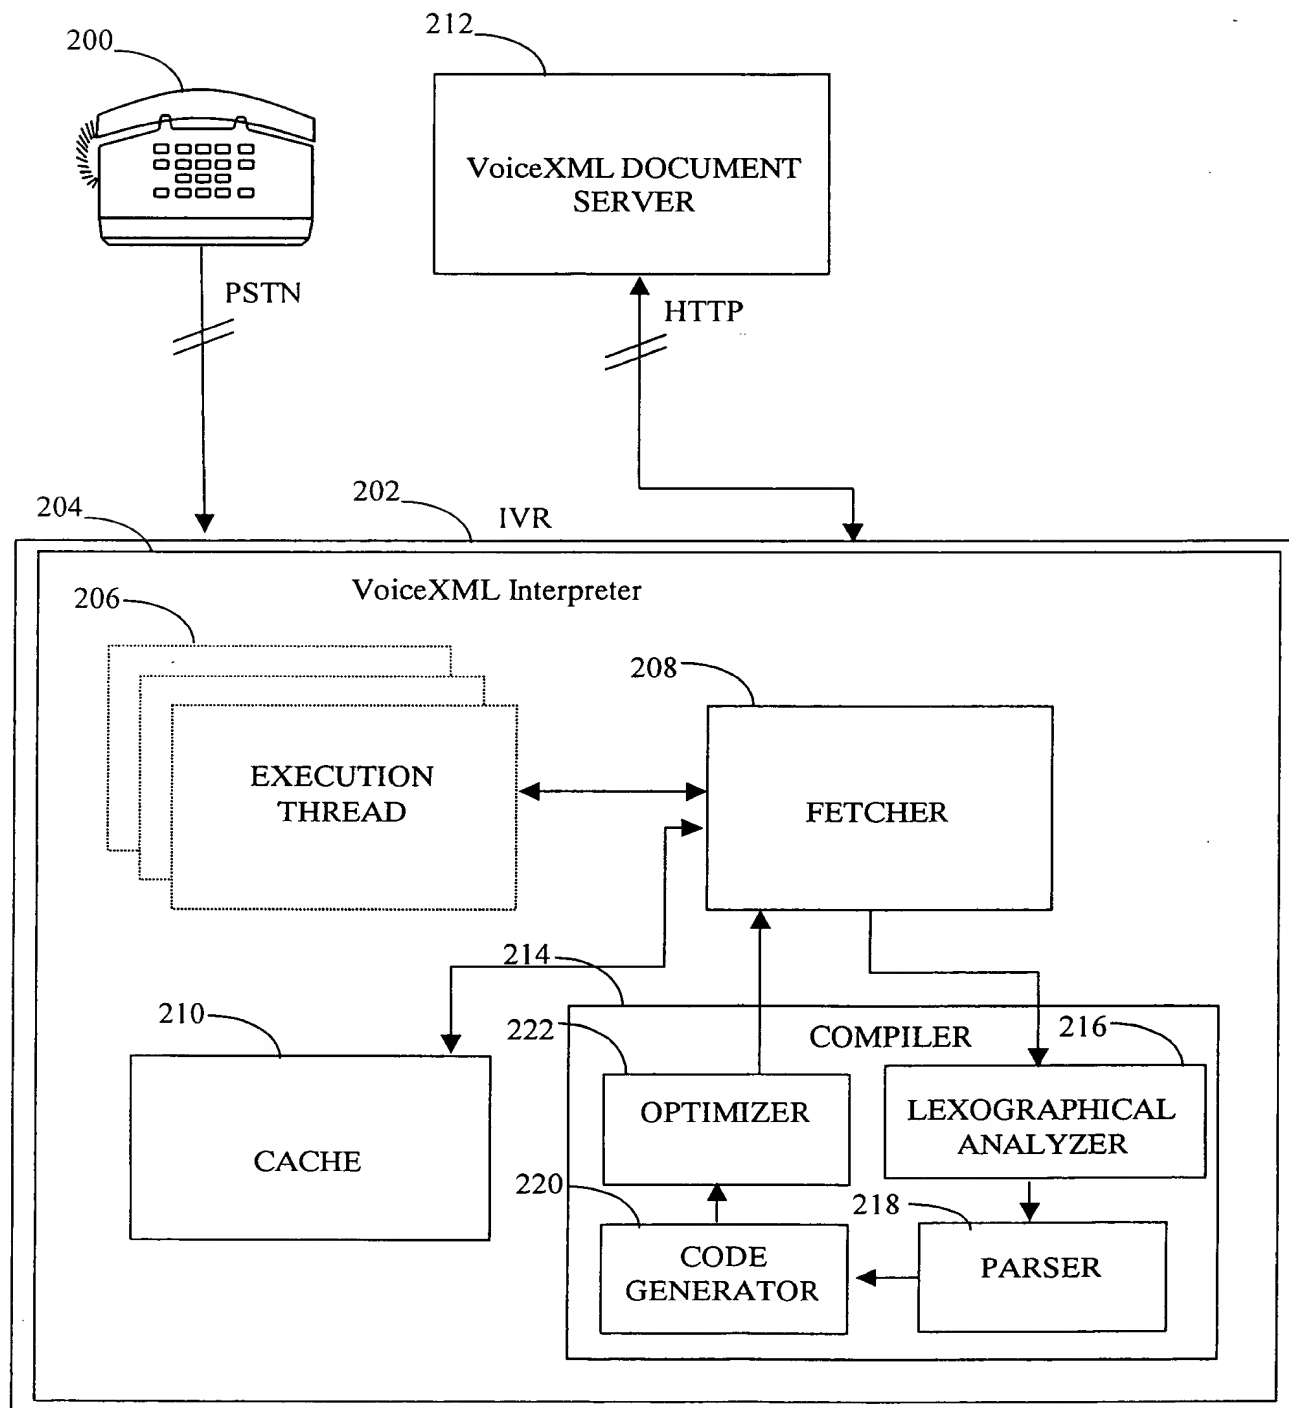 200
212
VoiceXML DOCUMENT
SERVER
PSTN
HTTP
204
202
IVR
VoiceXML Interpreter
206
208
EXECUTION
THREAD
FETCHER
214
210
222
COMPILER
216
OPTIMIZER
LEXOGRAPHICAL
ANALYZER
CACHE
220
218
CODE
GENERATOR
PARSER